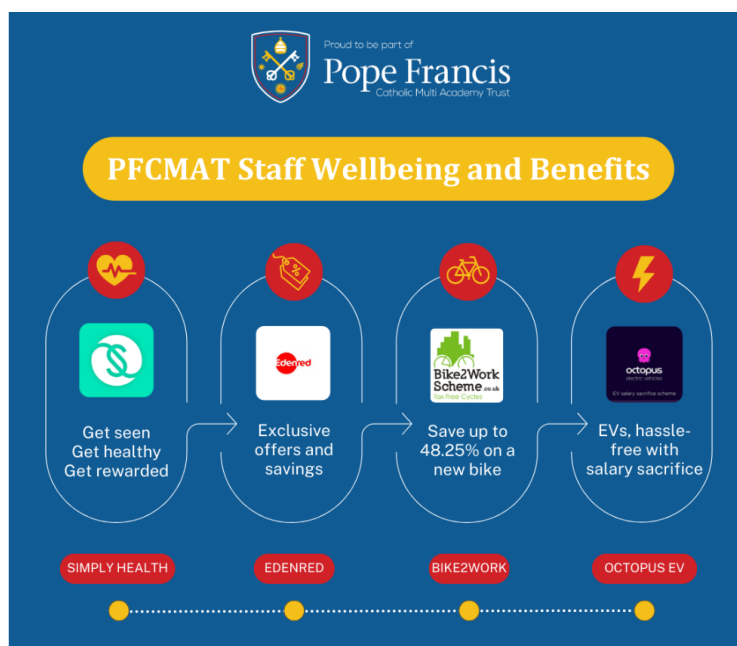 Proud to be part of
Pope Francis
Catholic Multi Academy Trust
PFCMAT Staff Wellbeing and Benefits
Get seen
Get healthy
Get rewarded
SIMPLY HEALTH
Edenred
Exclusive
offers and
savings
EDENRED
Bike2Work
Scheme.co.uk
Tax Free Cycles
Save up to
48.25% on a
new bike
BIKE2WORK
octopus
electric vehicles
EV salary sacrifice scheme
EVs, hassle-
free with
salary sacrifice
OCTOPUS EV